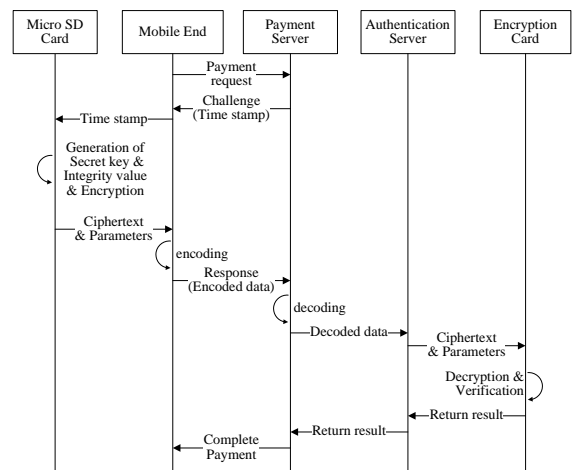 Micro SD
Card
Mobile End
Payment
Server
Authentication
Server
Encryption
Card
Payment
request
Challenge
(Time stamp)
Time stamp
Generation of
Secret key &
Integrity value
& Encryption
Ciphertext
& Parameters
encoding
Response
(Encoded data)
decoding
Decoded data
Ciphertext
& Parameters
Decryption &
Verification
Return result
Return result
Complete
Payment